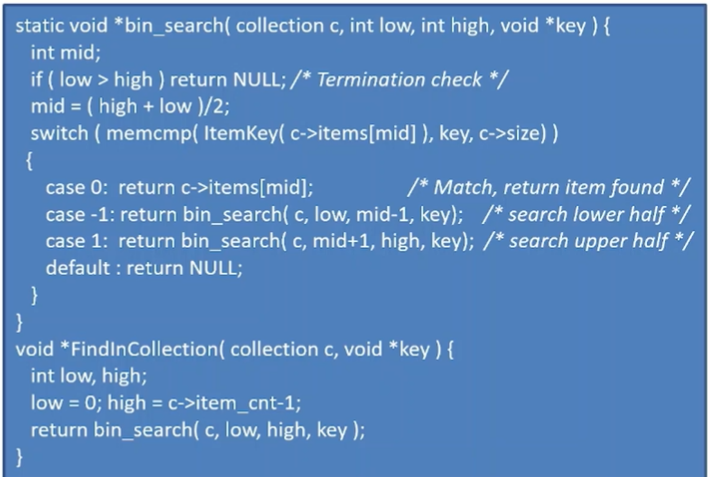 static void *bin_search( collection c, int low, int high, void *key ) {
int mid;
if ( low > high ) return NULL; /* Termination check */
mid = ( high + low )/2;
switch ( memcmp( ItemKey( c->items[mid] ), key, c->size) )
{
case 0: return c->items[mid]; /* Match, return item found */
case -1: return bin_search( c, low, mid-1, key); /* search lower half */
case 1: return bin_search( c, mid+1, high, key); /* search upper half */
default : return NULL;
}
}
void *FindInCollection( collection c, void *key ) {
int low, high;
low = 0; high = c->item_cnt-1;
return bin_search( c, low, high, key );
}